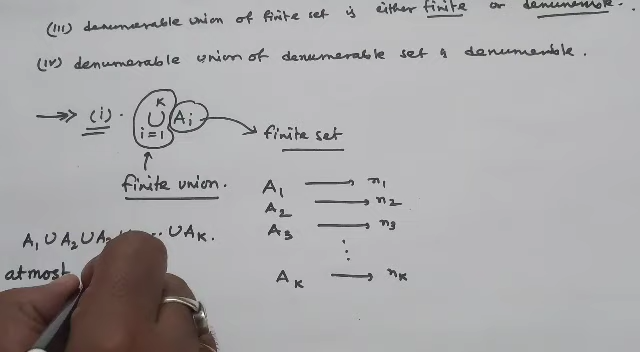 (iii) denumerable union of finite set is either finite or denumerable.
(iv) denumerable union of denumerable set is denumerable.
→» (i). K ∪ i=1 Ai → finite set
finite union.
A1 → n1
A2 → n2
A3 → n3
⋮
AK → nK
A1 ∪ A2 ∪ A3 ... ∪ AK.
atmost